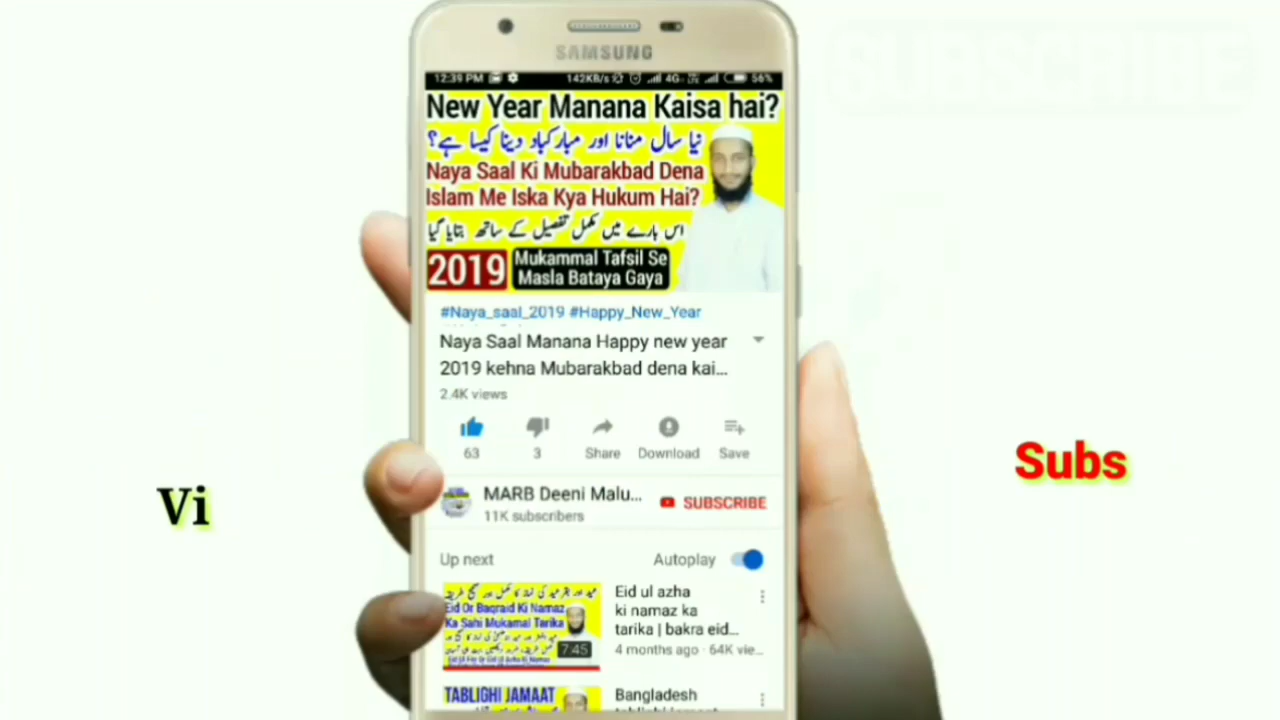 SUBSCRIBE
SAMSUNG
12:39 PM 142KB/s 4G 56%
New Year Manana Kaisa hai?
نیا سال منانا اور مبارکباد دینا کیسا ہے؟
Naya Saal Ki Mubarakbad Dena
Islam Me Iska Kya Hukum Hai?
اس بارے میں مکمل تفصیل کے ساتھ بتایا گیا
2019 Mukammal Tafsil Se
Masla Bataya Gaya
#Naya_saal_2019 #Happy_New_Year
Naya Saal Manana Happy new year
2019 kehna Mubarakbad dena kai...
2.4K views
63 3 Share Download Save
MARB Deeni Malu... SUBSCRIBE
11K subscribers
Up next Autoplay
Eid Or Baqraid Ki Namaz
Ka Sahi Mukamal Tarika
7:45
Eid ul azha
ki namaz ka
tarika | bakra eid...
4 months ago · 64K vie...
TABLIGHI JAMAAT
Bangladesh
Vi
Subs